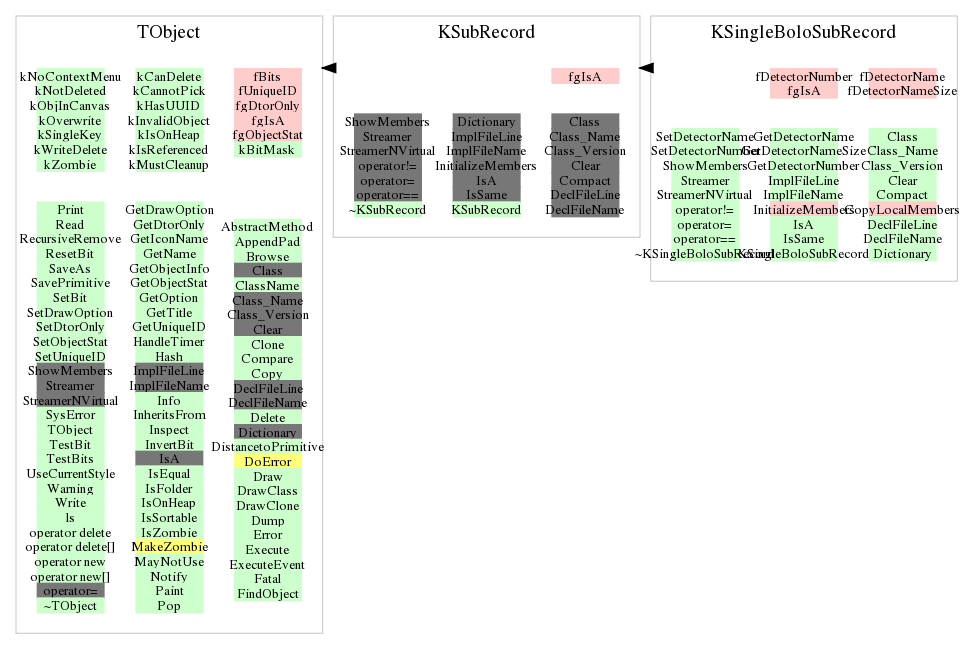 TObject
kNoContextMenu kCanDelete fBits
kNotDeleted kCannotPick fUniqueID
kObjInCanvas kHasUUID fgDtorOnly
kOverwrite kInvalidObject fgIsA
kSingleKey kIsOnHeap fgObjectStat
kWriteDelete kIsReferenced kBitMask
kZombie kMustCleanup
Print GetDrawOption
Read GetDtorOnly AbstractMethod
RecursiveRemove GetIconName AppendPad
ResetBit GetName Browse
SaveAs GetObjectInfo Class
SavePrimitive GetObjectStat ClassName
SetBit GetOption Class_Name
SetDrawOption GetTitle Class_Version
SetDtorOnly GetUniqueID Clear
SetObjectStat HandleTimer Clone
SetUniqueID Hash Compare
ShowMembers ImplFileLine Copy
Streamer ImplFileName DeclFileLine
StreamerNVirtual Info DeclFileName
SysError InheritsFrom Delete
TObject Inspect Dictionary
TestBit InvertBit DistancetoPrimitive
TestBits IsA DoError
UseCurrentStyle IsEqual Draw
Warning IsFolder DrawClass
Write IsOnHeap DrawClone
ls IsSortable Dump
operator delete IsZombie Error
operator delete[] MakeZombie Execute
operator new MayNotUse ExecuteEvent
operator new[] Notify Fatal
operator= Paint FindObject
~TObject Pop
KSubRecord
fgIsA
ShowMembers Dictionary Class
Streamer ImplFileLine Class_Name
StreamerNVirtual ImplFileName Class_Version
operator!= InitializeMembers Clear
operator= IsA Compact
operator== IsSame DeclFileLine
~KSubRecord KSubRecord DeclFileName
KSingleBoloSubRecord
fDetectorNumber fDetectorName
fgIsA fDetectorNameSize
SetDetectorName GetDetectorName Class
SetDetectorNumber GetDetectorNameSize Class_Name
ShowMembers GetDetectorNumber Class_Version
Streamer ImplFileLine Clear
StreamerNVirtual ImplFileName Compact
operator!= InitializeMembers CopyLocalMembers
operator= IsA DeclFileLine
operator== IsSame DeclFileName
~KSingleBoloSubRecord KSingleBoloSubRecord Dictionary